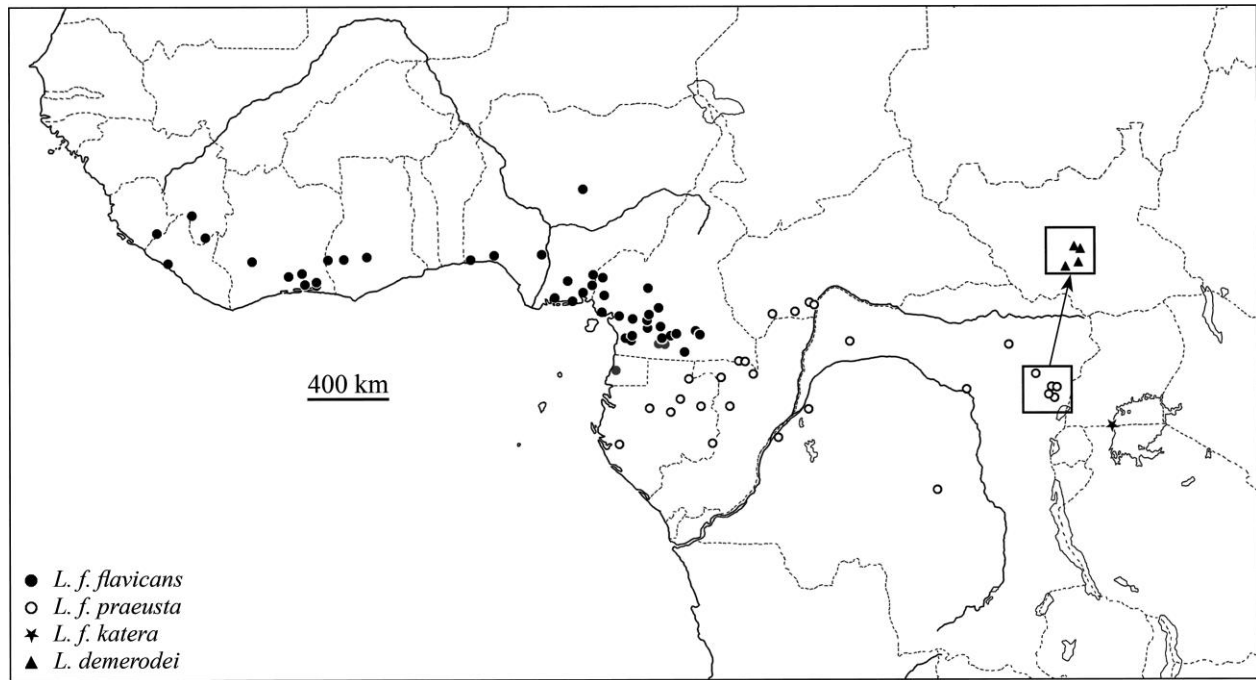 400 km
L. f. flavicans
L. f. praeusta
L. f. katera
L. demerodei